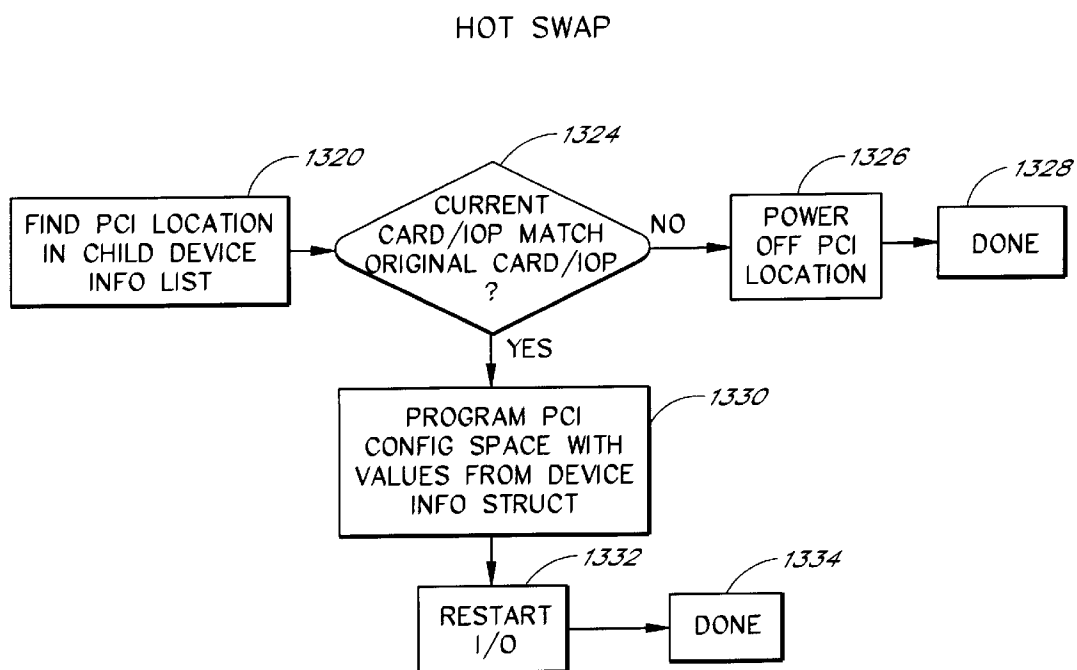 HOT SWAP
1320
FIND PCI LOCATION
IN CHILD DEVICE
INFO LIST
1324
CURRENT
CARD/IOP MATCH
ORIGINAL CARD/IOP
?
NO
1326
POWER
OFF PCI
LOCATION
1328
DONE
YES
1330
PROGRAM PCI
CONFIG SPACE WITH
VALUES FROM DEVICE
INFO STRUCT
1332
RESTART
I/O
1334
DONE